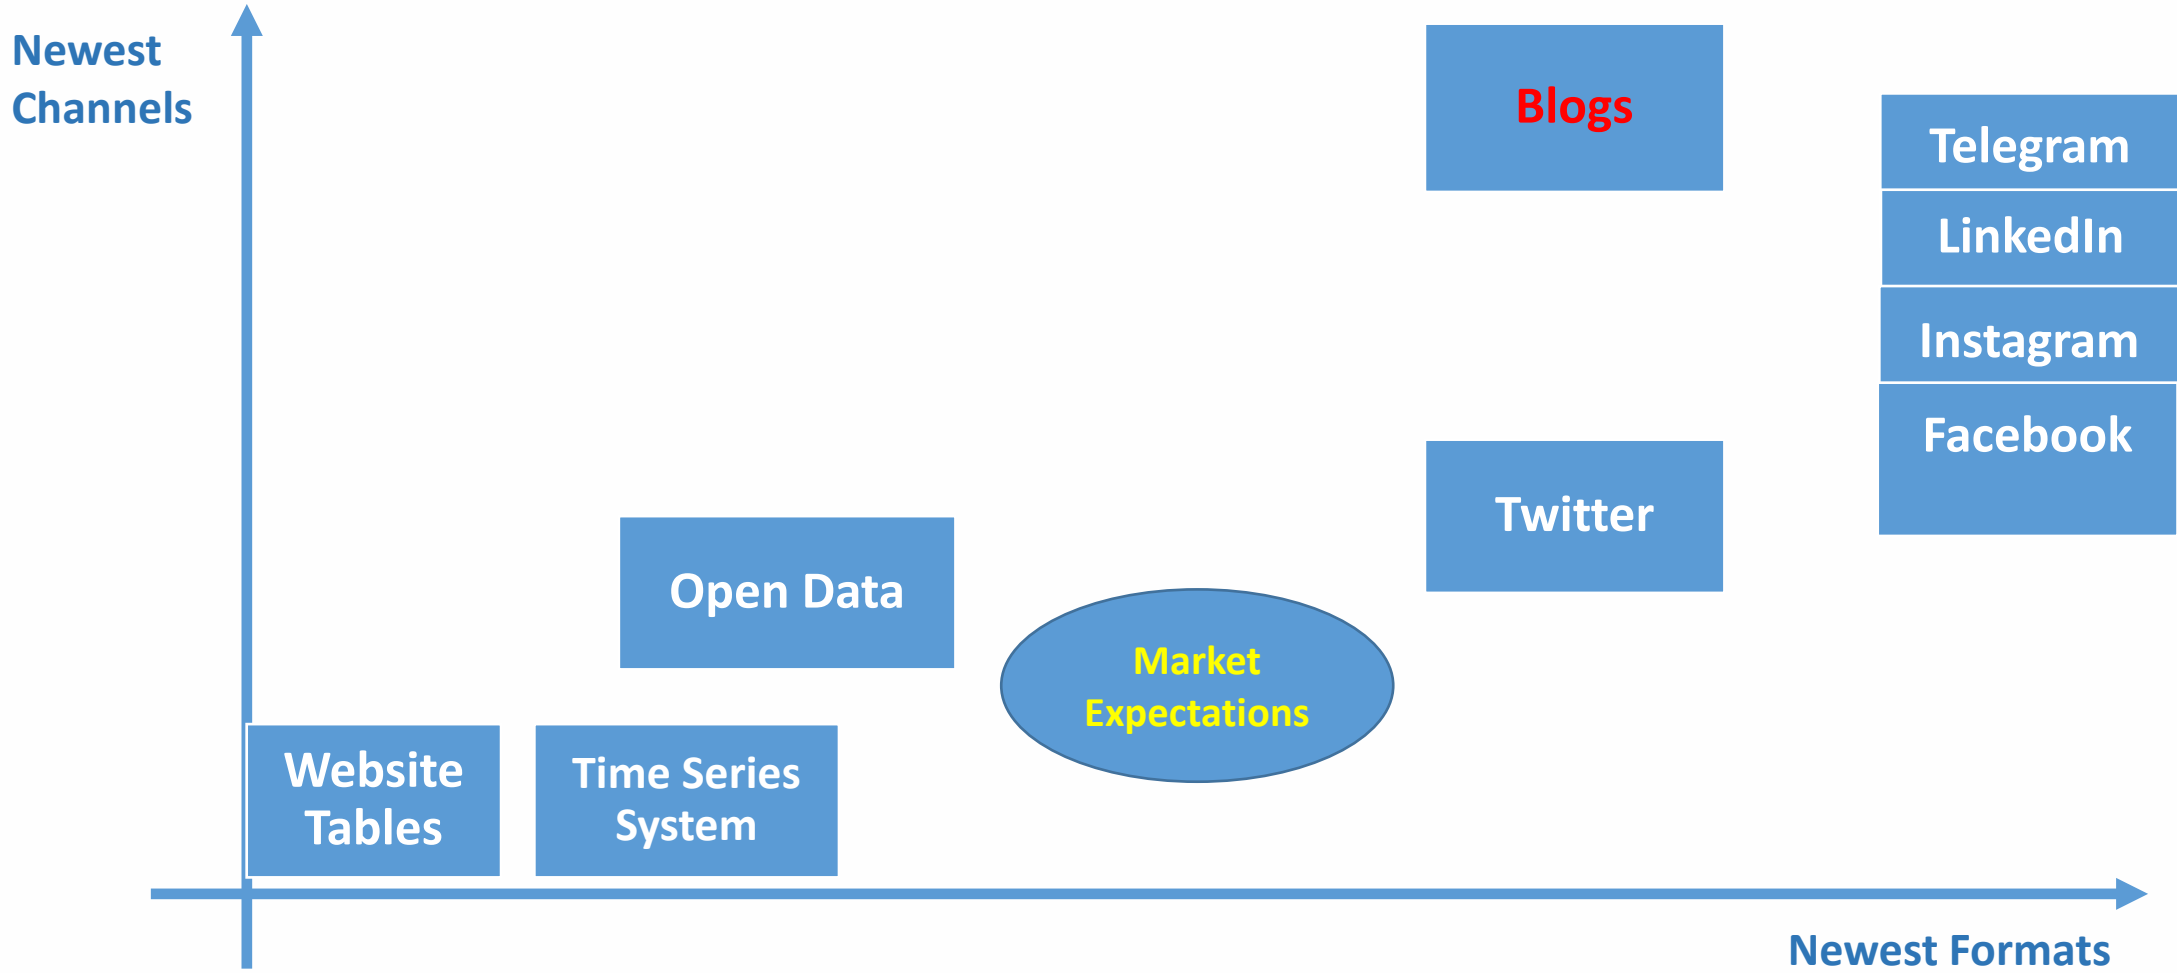 Newest
Channels
Blogs
Telegram
LinkedIn
Instagram
Facebook
Twitter
Open Data
Market
Expectations
Website
Tables
Time Series
System
Newest Formats